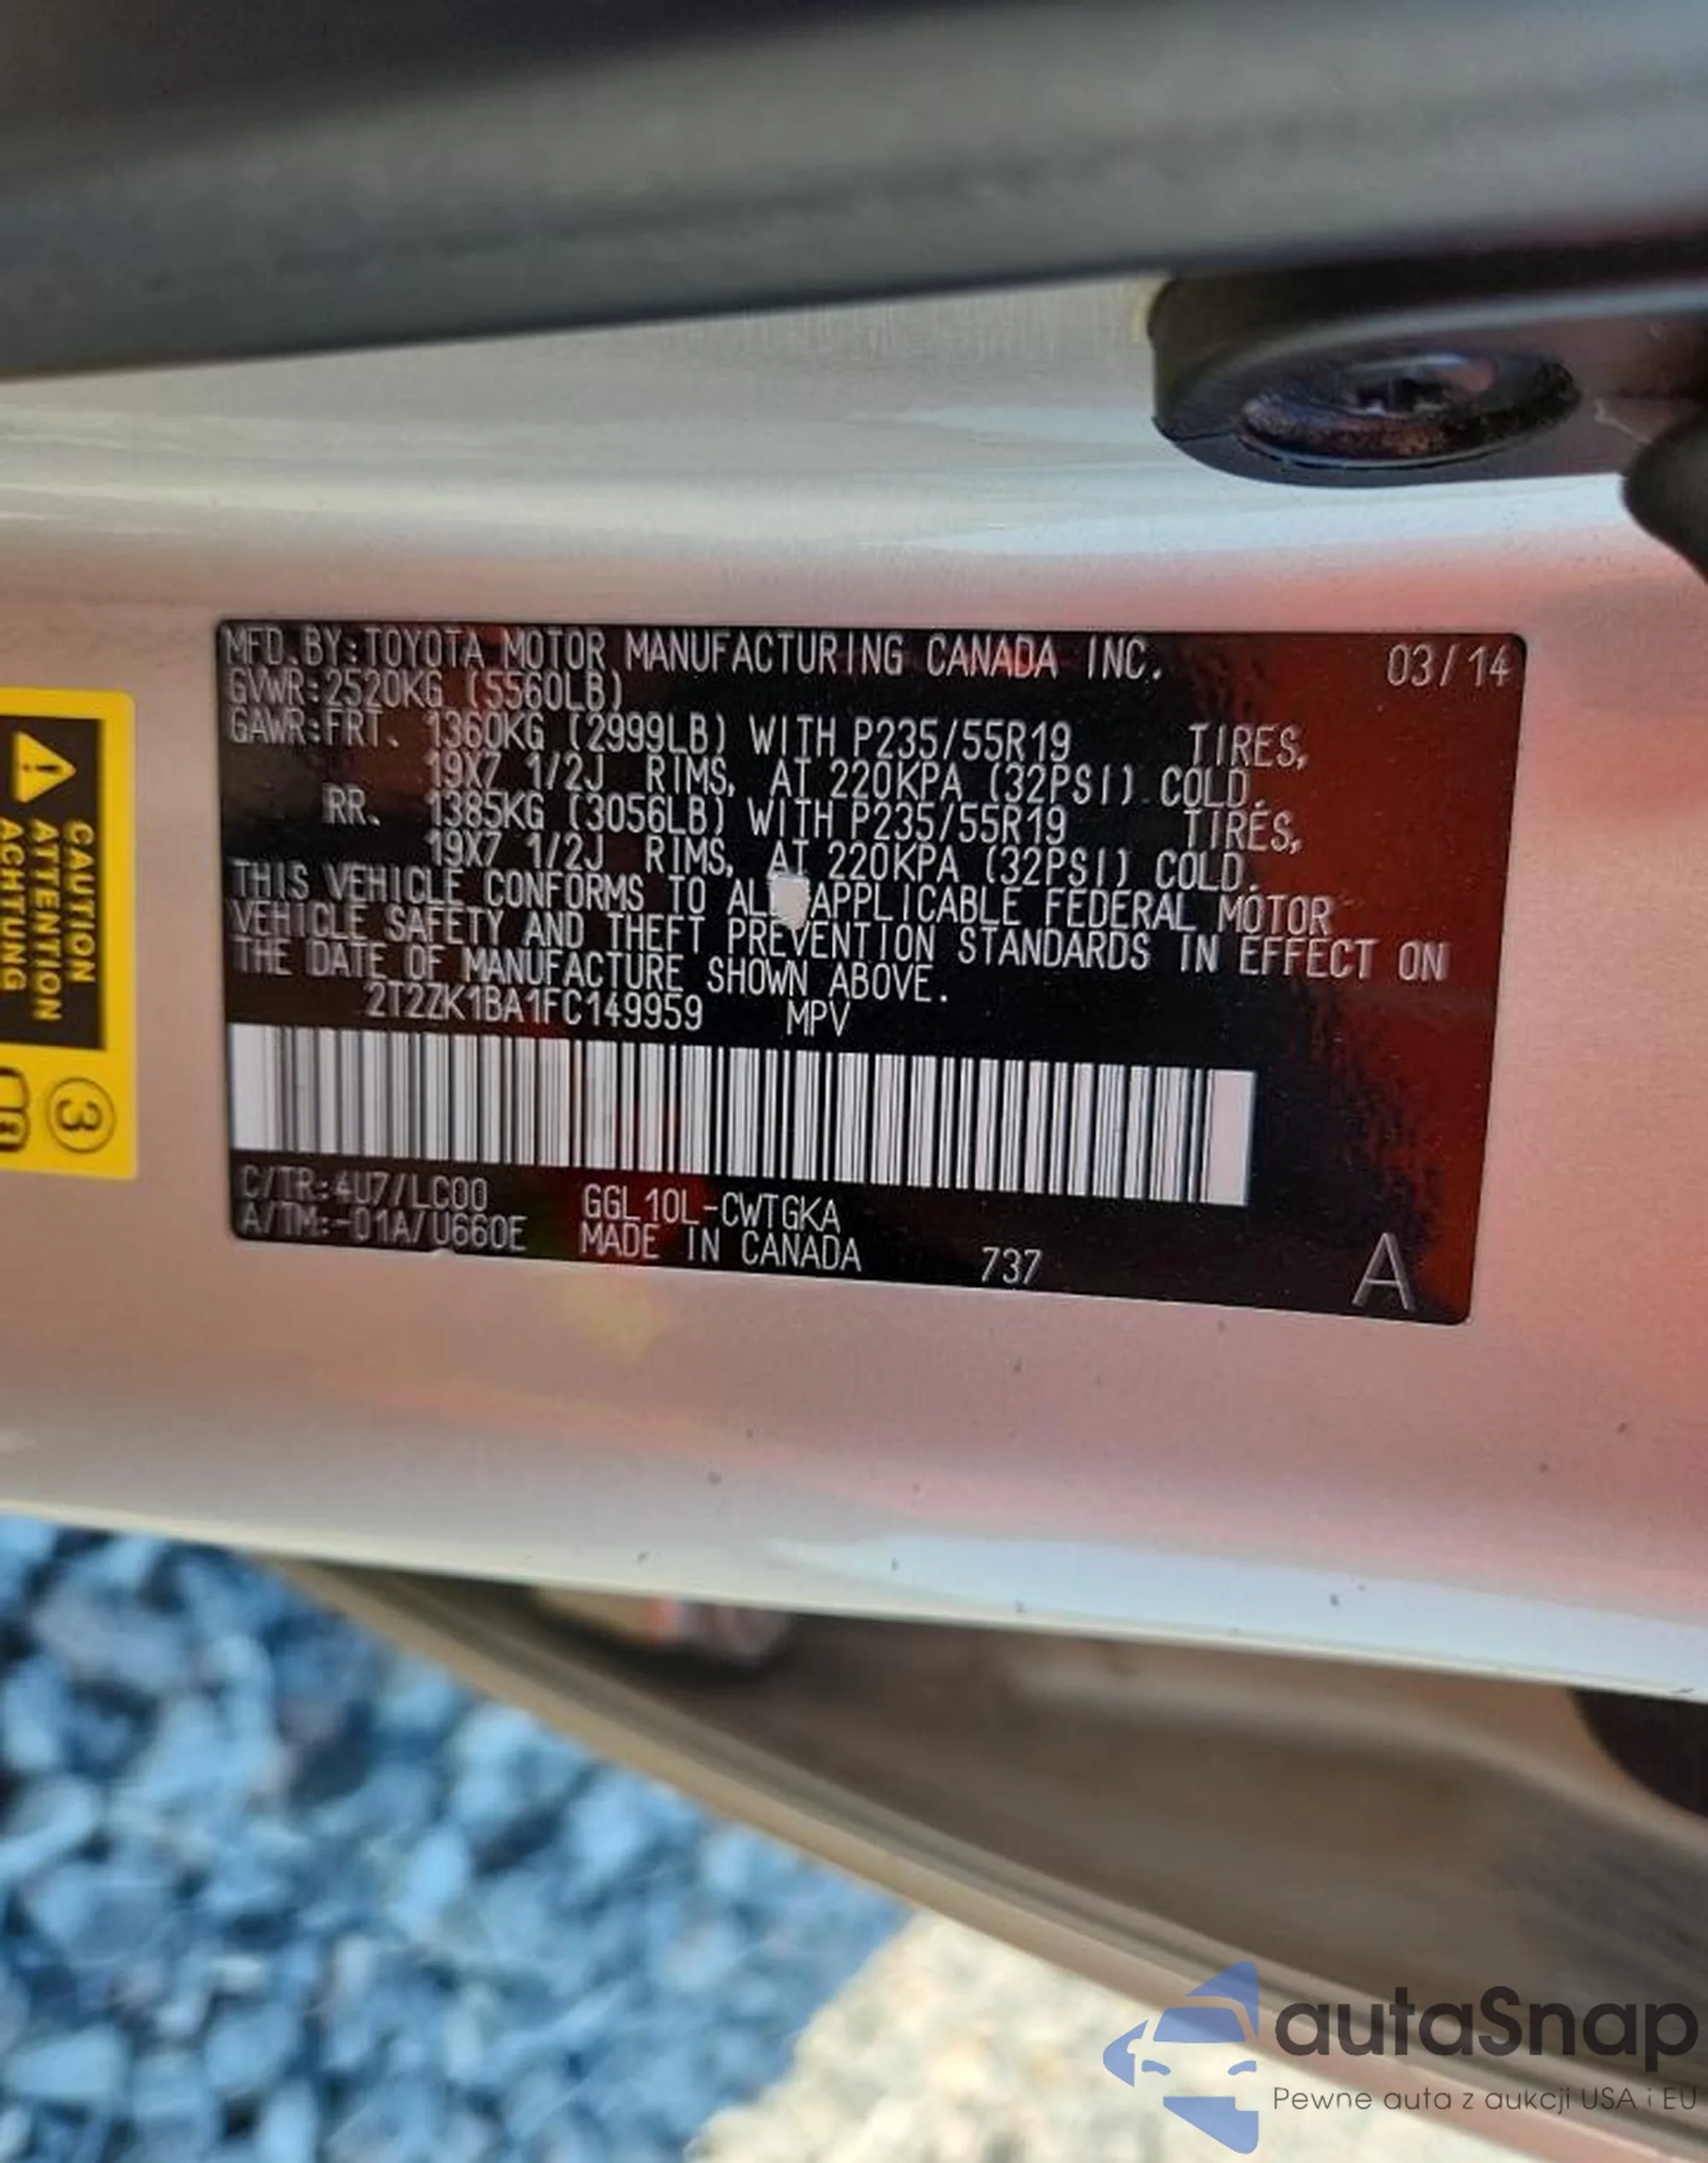 MFD.BY:TOYOTA MOTOR MANUFACTURING CANADA INC. 03/14
GVWR:2520KG (5560LB)
GAWR:FRT. 1360KG (2999LB) WITH P235/55R19 TIRES,
19X7 1/2J RIMS, AT 220KPA (32PSI) COLD.
RR. 1385KG (3056LB) WITH P235/55R19 TIRES,
19X7 1/2J RIMS, AT 220KPA (32PSI) COLD.
THIS VEHICLE CONFORMS TO ALL APPLICABLE FEDERAL MOTOR
VEHICLE SAFETY AND THEFT PREVENTION STANDARDS IN EFFECT ON
THE DATE OF MANUFACTURE SHOWN ABOVE.
2T2ZK1BA1FC149959 MPV
C/TR:4U7/LC00 GGL10L-CWTGKA
A/TM:-01A/U660E MADE IN CANADA 737 A
CAUTION
ATTENTION
ACHTUNG
3
autaSnap
Pewne auta z aukcji USA i EU